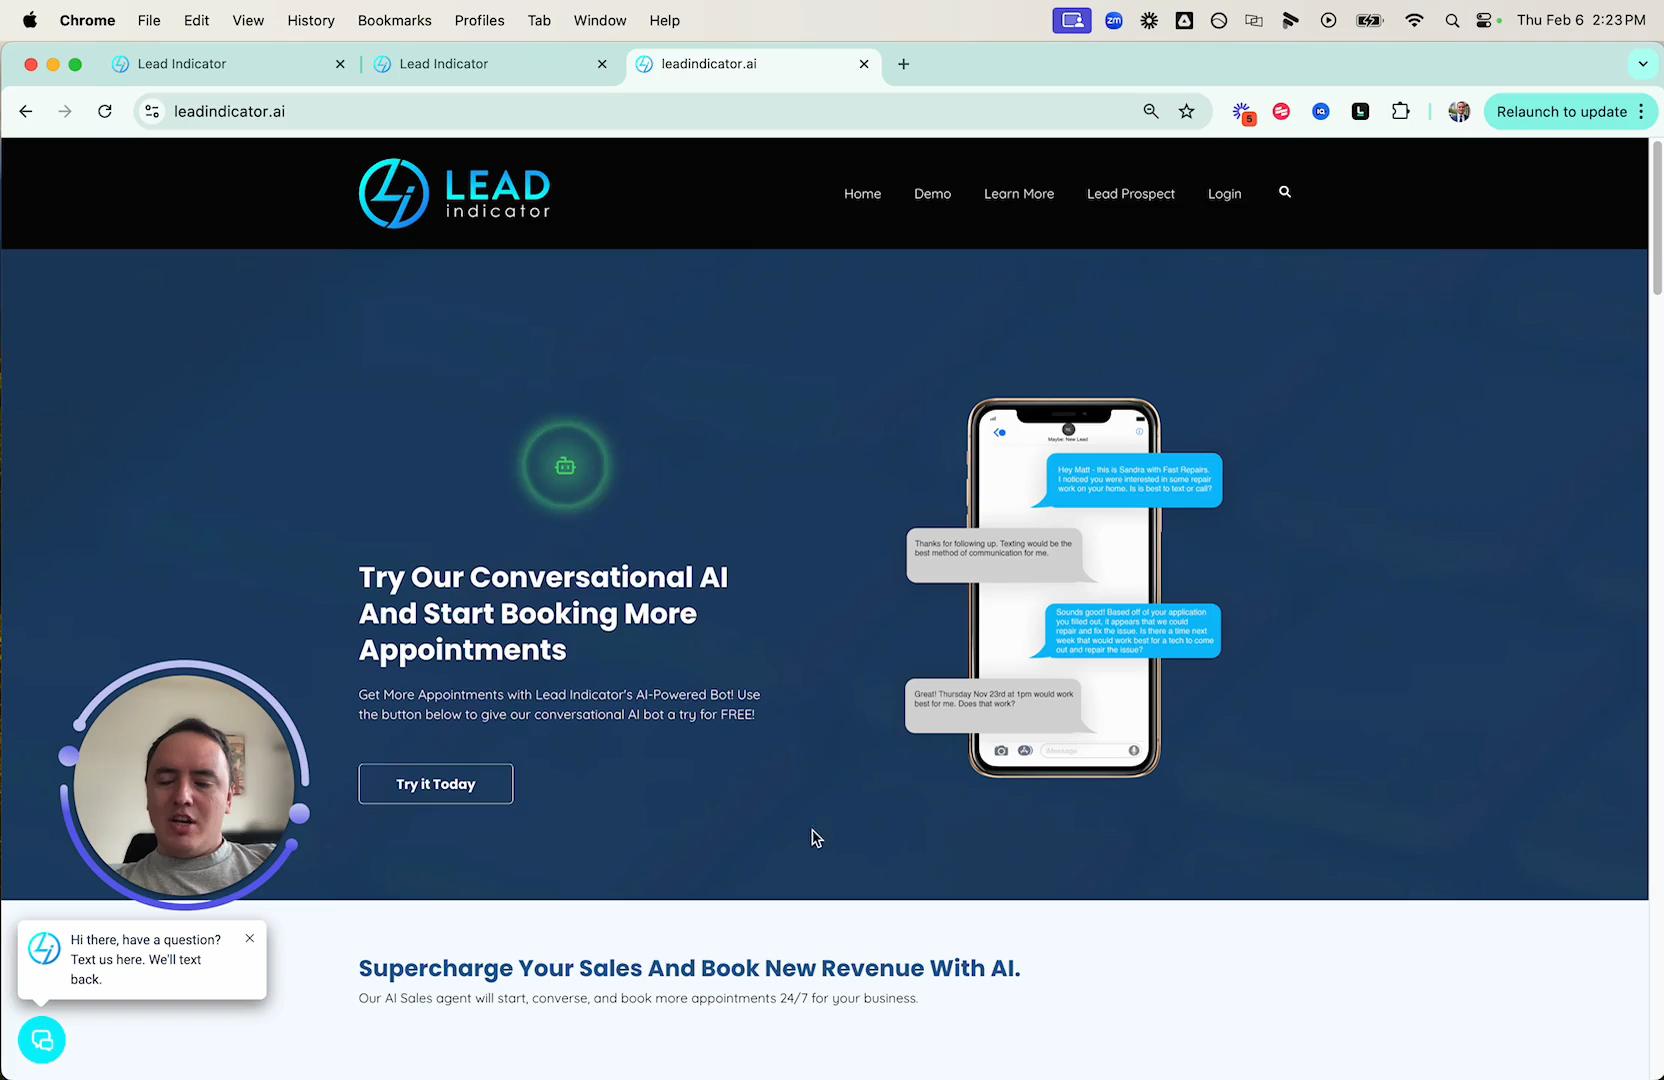 Chrome File Edit View History Bookmarks Profiles Tab Window Help
zm
Thu Feb 6 2:23 PM
Lead Indicator
Lead Indicator
leadindicator.ai
leadindicator.ai
5
IQ
L
Relaunch to update
LEAD
indicator
Home
Demo
Learn More
Lead Prospect
Login
Maybe: New Lead
Hey Matt - this is Sandra with Fast Repairs.
I noticed you were interested in some repair
work on your home. Is is best to text or call?
Thanks for following up. Texting would be the
best method of communication for me.
Sounds good! Based off of your application
you filled out, it appears that we could
repair and fix the issue. Is there a time next
week that would work best for a tech to come
out and repair the issue?
Great! Thursday Nov 23rd at 1pm would work
best for me. Does that work?
iMessage
Try Our Conversational AI
And Start Booking More
Appointments
Get More Appointments with Lead Indicator's AI-Powered Bot! Use
the button below to give our conversational AI bot a try for FREE!
Try it Today
Hi there, have a question?
Text us here. We'll text
back.
Supercharge Your Sales And Book New Revenue With AI.
Our AI Sales agent will start, converse, and book more appointments 24/7 for your business.